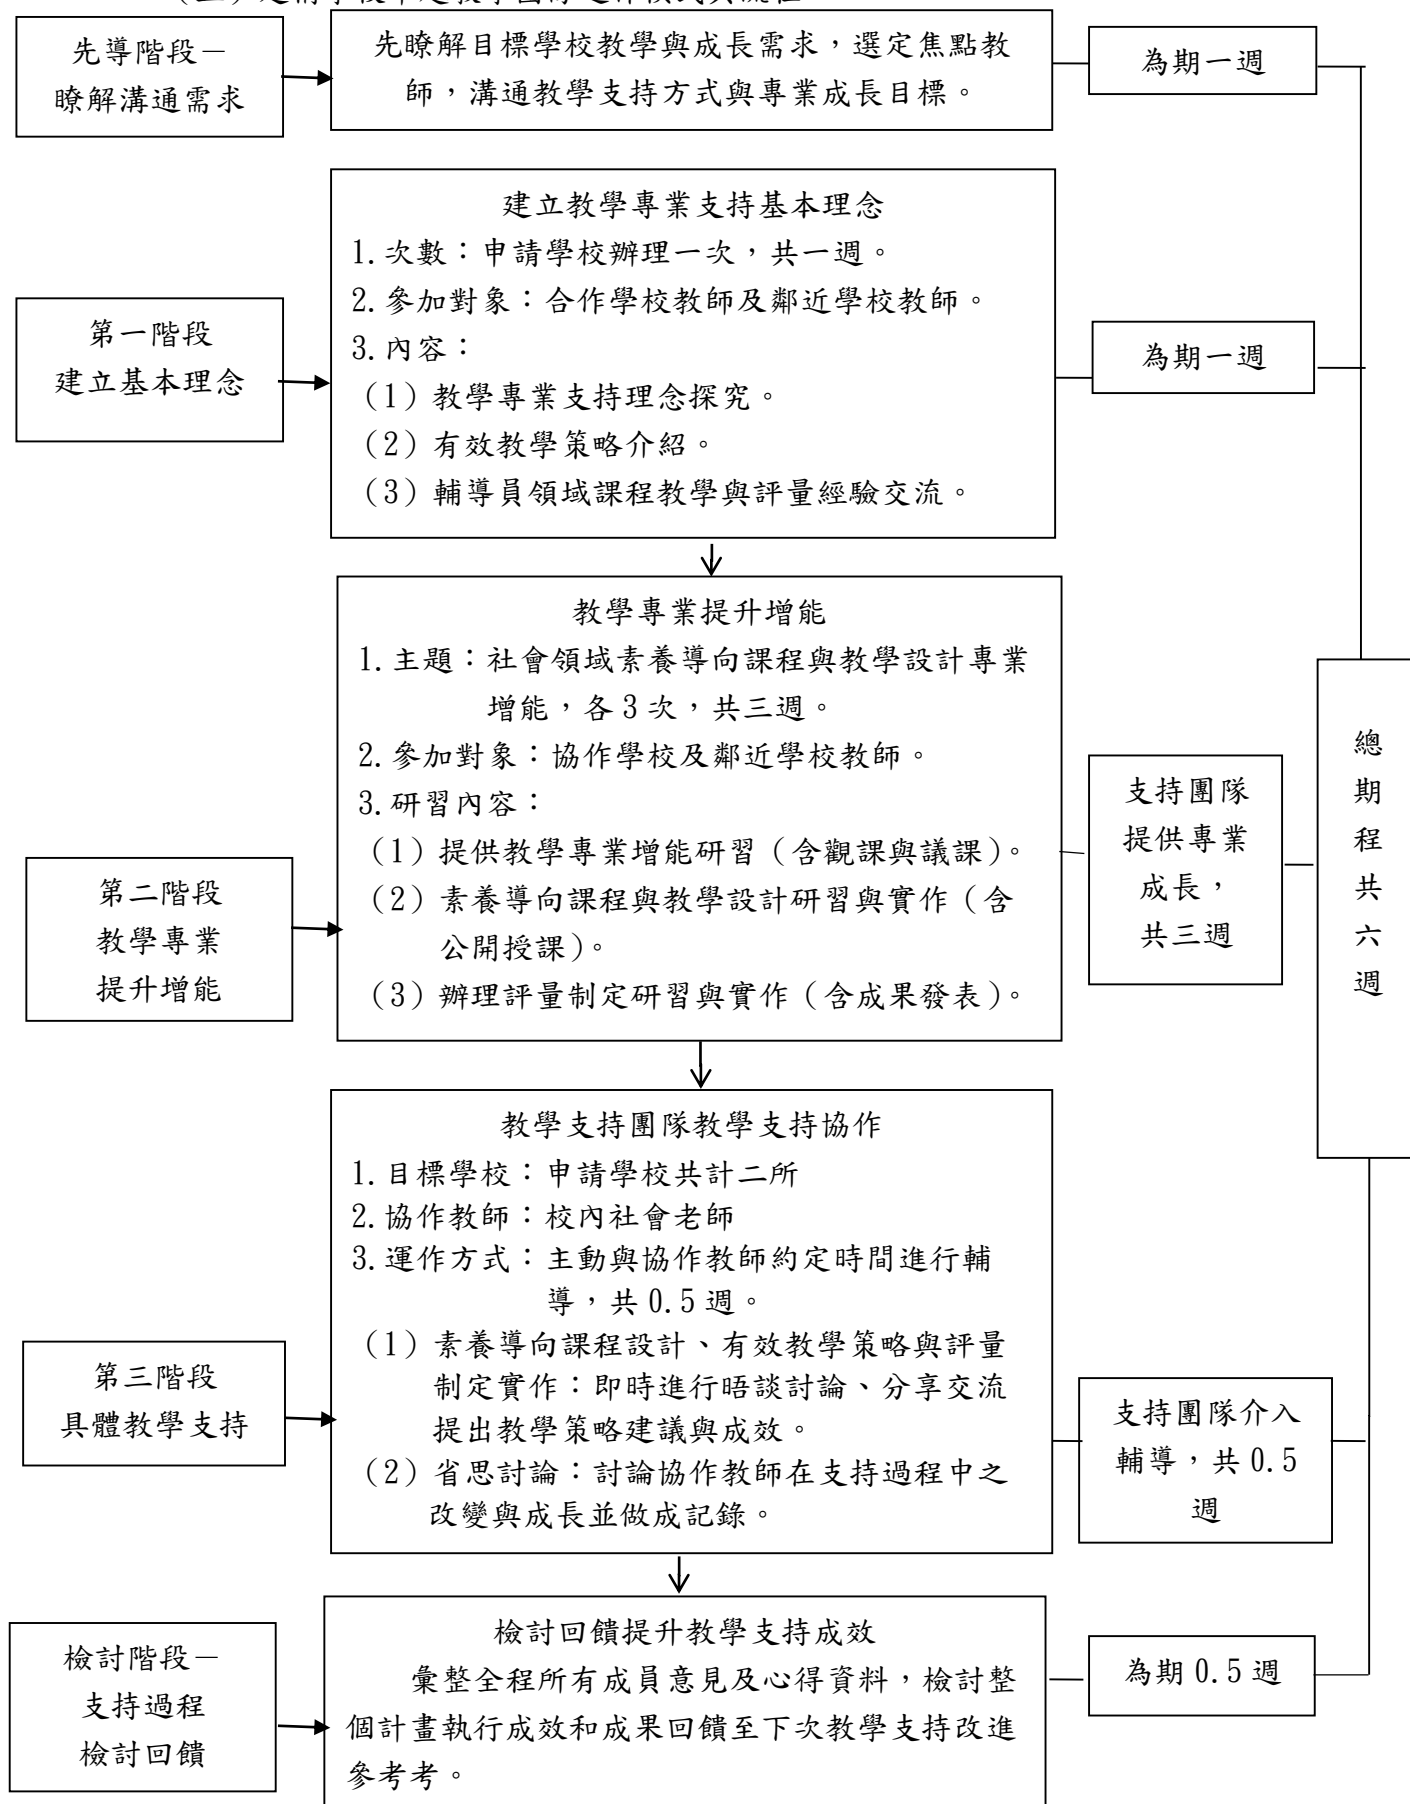 先導階段－
瞭解溝通需求
先瞭解目標學校教學與成長需求，選定焦點教
師，溝通教學支持方式與專業成長目標。
為期一週
第一階段
建立基本理念
建立教學專業支持基本理念
1.次數：申請學校辦理一次，共一週。
2.參加對象：合作學校教師及鄰近學校教師。
3.內容：
（1）教學專業支持理念探究。
（2）有效教學策略介紹。
（3）輔導員領域課程教學與評量經驗交流。
為期一週
第二階段
教學專業
提升增能
教學專業提升增能
1.主題：社會領域素養導向課程與教學設計專業
增能，各3次，共三週。
2.參加對象：協作學校及鄰近學校教師。
3.研習內容：
（1）提供教學專業增能研習（含觀課與議課）。
（2）素養導向課程與教學設計研習與實作（含
公開授課）。
（3）辦理評量制定研習與實作（含成果發表）。
支持團隊
提供專業
成長，
共三週
總
期
程
共
六
週
第三階段
具體教學支持
教學支持團隊教學支持協作
1.目標學校：申請學校共計二所
2.協作教師：校內社會老師
3.運作方式：主動與協作教師約定時間進行輔
導，共0.5週。
（1）素養導向課程設計、有效教學策略與評量
制定實作：即時進行晤談討論、分享交流
提出教學策略建議與成效。
（2）省思討論：討論協作教師在支持過程中之
改變與成長並做成記錄。
支持團隊介入
輔導，共0.5
週
檢討階段－
支持過程
檢討回饋
檢討回饋提升教學支持成效
彙整全程所有成員意見及心得資料，檢討整
個計畫執行成效和成果回饋至下次教學支持改進
參考考。
為期0.5週